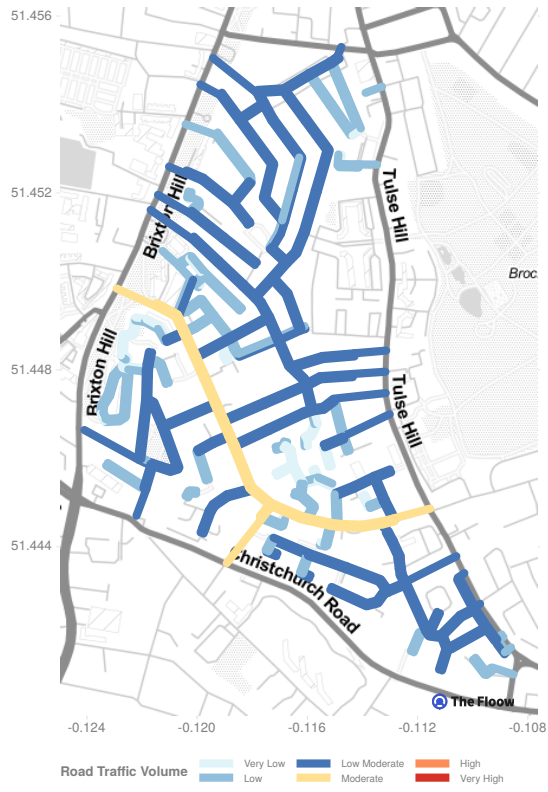 51.456
51.452
51.448
51.444
Brixton Hill
Tulse Hill
Broc
Brixton Hill
Tulse Hill
Christchurch Road
The Floow
-0.124
-0.120
-0.116
-0.112
-0.108
Road Traffic Volume
Very Low
Low
Low Moderate
Moderate
High
Very High